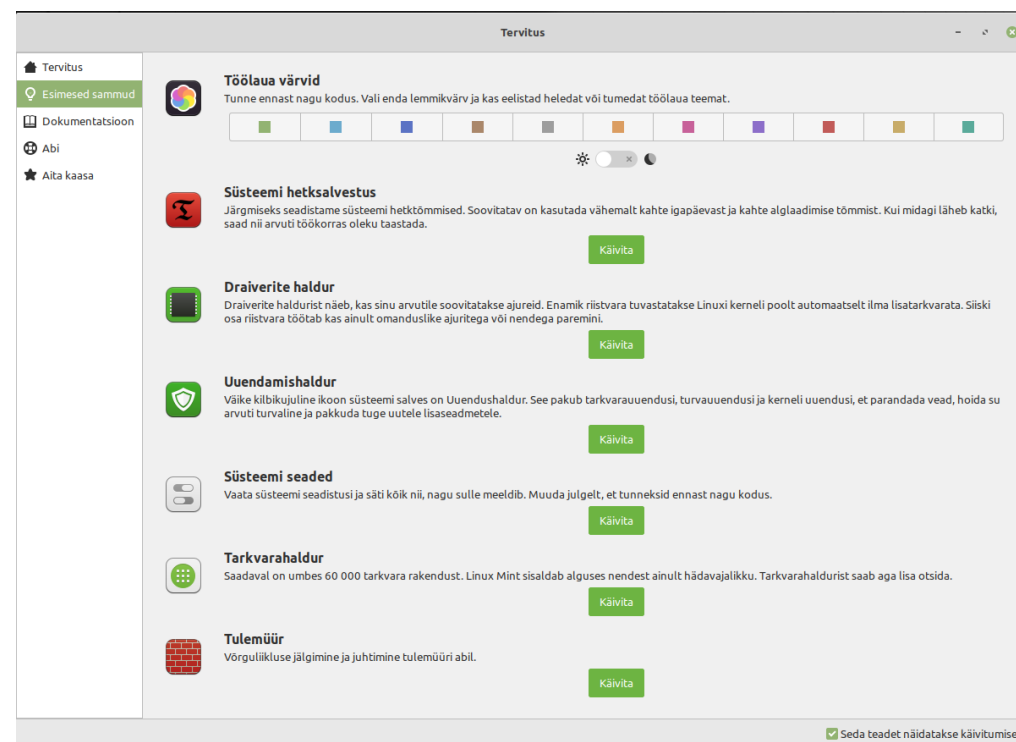 Tervitus
Tervitus
Esimesed sammud
Dokumentatsioon
Abi
Aita kaasa
Töölaua värvid
Tunne ennast nagu kodus. Vali enda lemmikvärv ja kas eelistad heledat või tumedat töölaua teemat.
Süsteemi hetksalvestus
Järgmiseks seadistame süsteemi hetktõmmised. Soovitatav on kasutada vähemalt kahte igapäevast ja kahte alglaadimise tõmmist. Kui midagi läheb katki,
saad nii arvuti töökorras oleku taastada.
Käivita
Draiverite haldur
Draiverite haldurist näeb, kas sinu arvutile soovitatakse ajureid. Enamik riistvara tuvastatakse Linuxi kerneli poolt automaatselt ilma lisatarkvarata. Siiski
osa riistvara töötab kas ainult omanduslike ajuritega või nendega paremini.
Käivita
Uuendamishaldur
Väike kilbikujuline ikoon süsteemi salves on Uuendushaldur. See pakub tarkvarauuendusi, turvauuendusi ja kerneli uuendusi, et parandada vead, hoida su
arvuti turvaline ja pakkuda tuge uutele lisaseadmetele.
Käivita
Süsteemi seaded
Vaata süsteemi seadistusi ja säti kõik nii, nagu sulle meeldib. Muuda julgelt, et tunneksid ennast nagu kodus.
Käivita
Tarkvarahaldur
Saadaval on umbes 60 000 tarkvara rakendust. Linux Mint sisaldab alguses nendest ainult hädavajalikku. Tarkvarahaldurist saab aga lisa otsida.
Käivita
Tulemüür
Võrguliikluse jälgimine ja juhtimine tulemüüri abil.
Käivita
Seda teadet näidatakse käivitumise